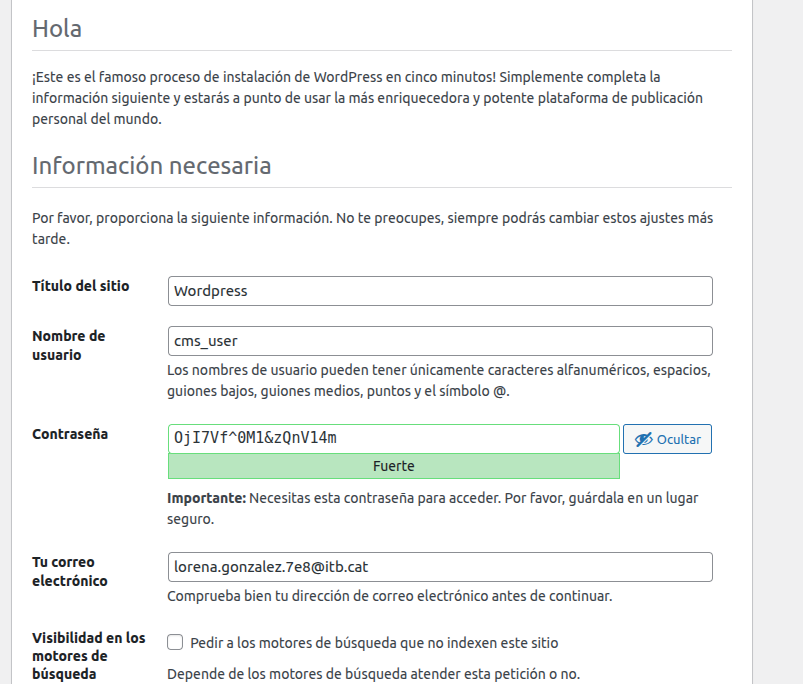 Hola
¡Este es el famoso proceso de instalación de WordPress en cinco minutos! Simplemente completa la
información siguiente y estarás a punto de usar la más enriquecedora y potente plataforma de publicación
personal del mundo.
Información necesaria
Por favor, proporciona la siguiente información. No te preocupes, siempre podrás cambiar estos ajustes más
tarde.
Título del sitio
Wordpress
Nombre de
usuario
cms_user
Los nombres de usuario pueden tener únicamente caracteres alfanuméricos, espacios,
guiones bajos, guiones medios, puntos y el símbolo @.
Contraseña
OjI7Vf^0M1&zQnV14m
Ocultar
Fuerte
Importante: Necesitas esta contraseña para acceder. Por favor, guárdala en un lugar
seguro.
Tu correo
electrónico
lorena.gonzalez.7e8@itb.cat
Comprueba bien tu dirección de correo electrónico antes de continuar.
Visibilidad en los
motores de
búsqueda
Pedir a los motores de búsqueda que no indexen este sitio
Depende de los motores de búsqueda atender esta petición o no.